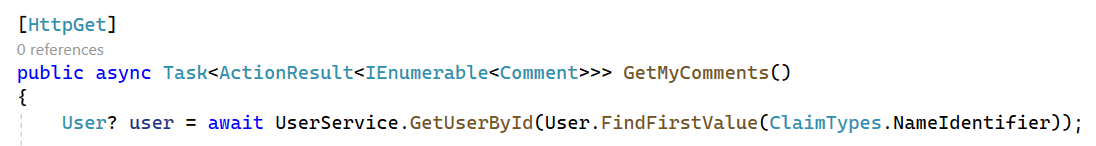 [HttpGet]
0 references
public async Task<ActionResult<IEnumerable<Comment>>> GetMyComments()
{
User? user = await UserService.GetUserById(User.FindFirstValue(ClaimTypes.NameIdentifier));